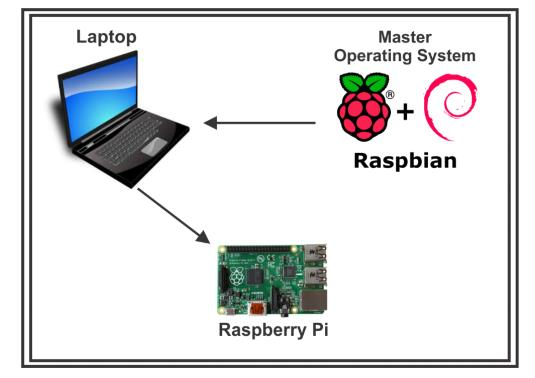 Laptop
Master
Operating System
®
+
Raspbian
Raspberry Pi